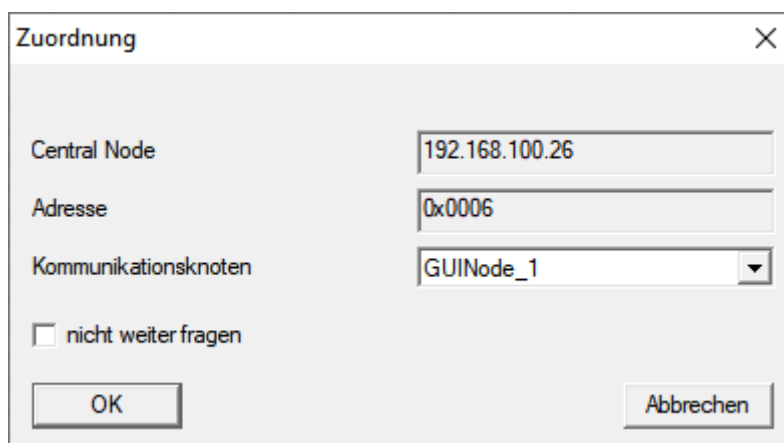 Zuordnung
Central Node 192.168.100.26
Adresse 0x0006
Kommunikationsknoten GUINode_1
nicht weiter fragen
OK Abbrechen